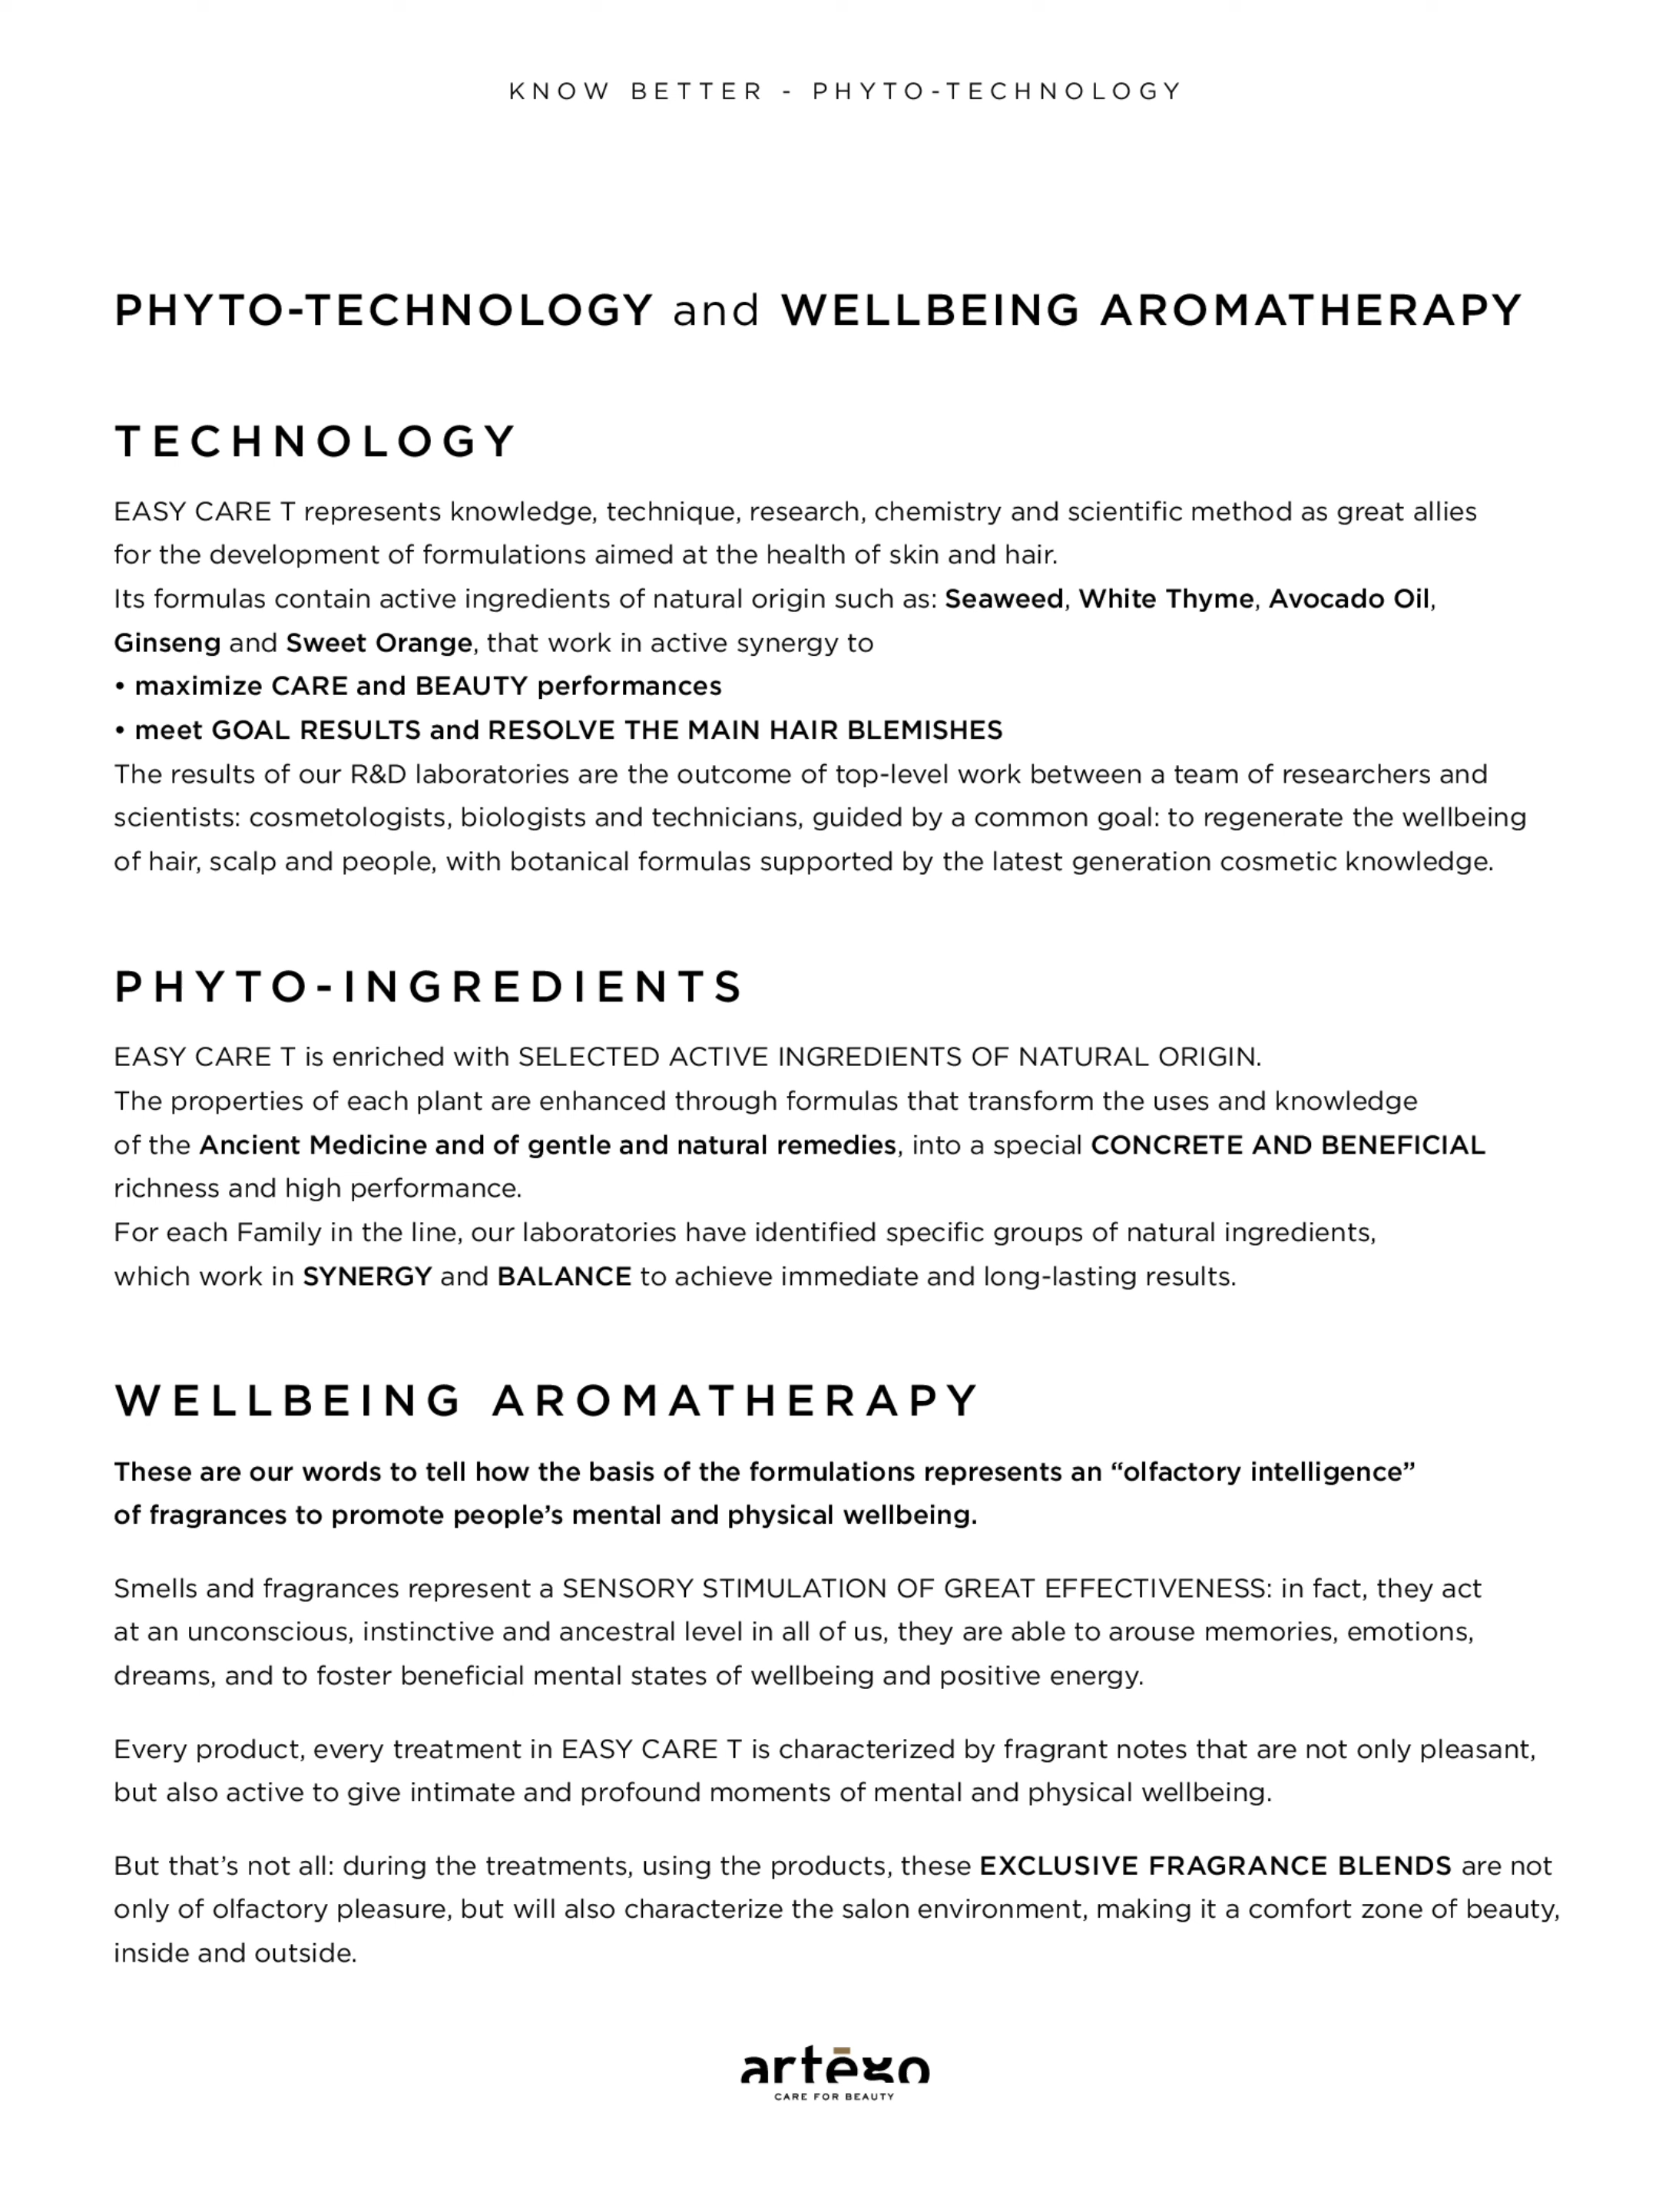 KNOW BETTER - PHYTO-TECHNOLOGY
PHYTO-TECHNOLOGY and WELLBEING AROMATHERAPY
TECHNOLOGY
EASY CARE T represents knowledge, technique, research, chemistry and scientific method as great allies
for the development of formulations aimed at the health of skin and hair.
Its formulas contain active ingredients of natural origin such as: Seaweed, White Thyme, Avocado Oil,
Ginseng and Sweet Orange, that work in active synergy to
• maximize CARE and BEAUTY performances
• meet GOAL RESULTS and RESOLVE THE MAIN HAIR BLEMISHES
The results of our R&D laboratories are the outcome of top-level work between a team of researchers and
scientists: cosmetologists, biologists and technicians, guided by a common goal: to regenerate the wellbeing
of hair, scalp and people, with botanical formulas supported by the latest generation cosmetic knowledge.
PHYTO-INGREDIENTS
EASY CARE T is enriched with SELECTED ACTIVE INGREDIENTS OF NATURAL ORIGIN.
The properties of each plant are enhanced through formulas that transform the uses and knowledge
of the Ancient Medicine and of gentle and natural remedies, into a special CONCRETE AND BENEFICIAL
richness and high performance.
For each Family in the line, our laboratories have identified specific groups of natural ingredients,
which work in SYNERGY and BALANCE to achieve immediate and long-lasting results.
WELLBEING AROMATHERAPY
These are our words to tell how the basis of the formulations represents an “olfactory intelligence”
of fragrances to promote people’s mental and physical wellbeing.
Smells and fragrances represent a SENSORY STIMULATION OF GREAT EFFECTIVENESS: in fact, they act
at an unconscious, instinctive and ancestral level in all of us, they are able to arouse memories, emotions,
dreams, and to foster beneficial mental states of wellbeing and positive energy.
Every product, every treatment in EASY CARE T is characterized by fragrant notes that are not only pleasant,
but also active to give intimate and profound moments of mental and physical wellbeing.
But that’s not all: during the treatments, using the products, these EXCLUSIVE FRAGRANCE BLENDS are not
only of olfactory pleasure, but will also characterize the salon environment, making it a comfort zone of beauty,
inside and outside.
artēgo
CARE FOR BEAUTY